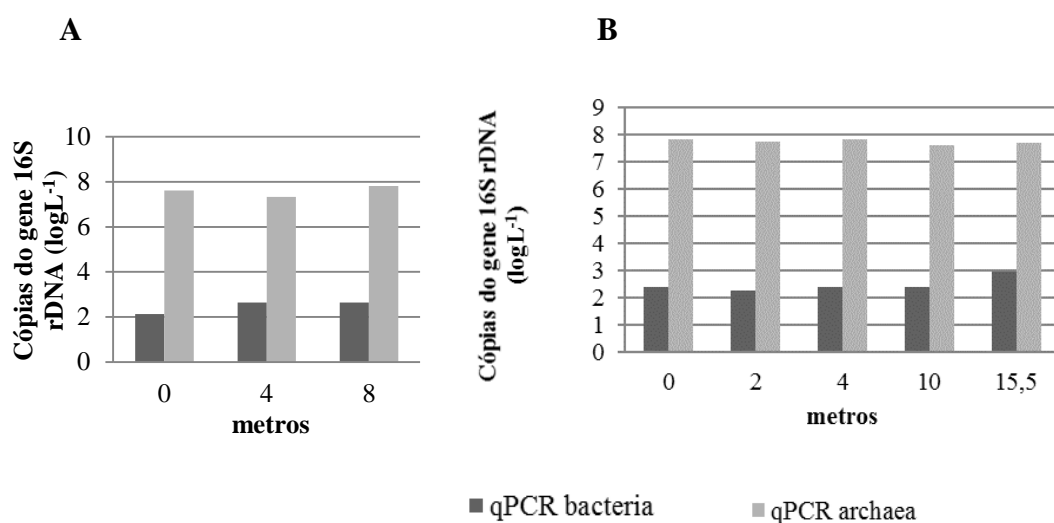 A
Cópias do gene 16S
rDNA (logL⁻¹)
10
8
6
4
2
0
0 4 8
metros
B
Cópias do gene 16S rDNA
(logL⁻¹)
9
8
7
6
5
4
3
2
1
0
0 2 4 10 15,5
metros
qPCR bacteria qPCR archaea